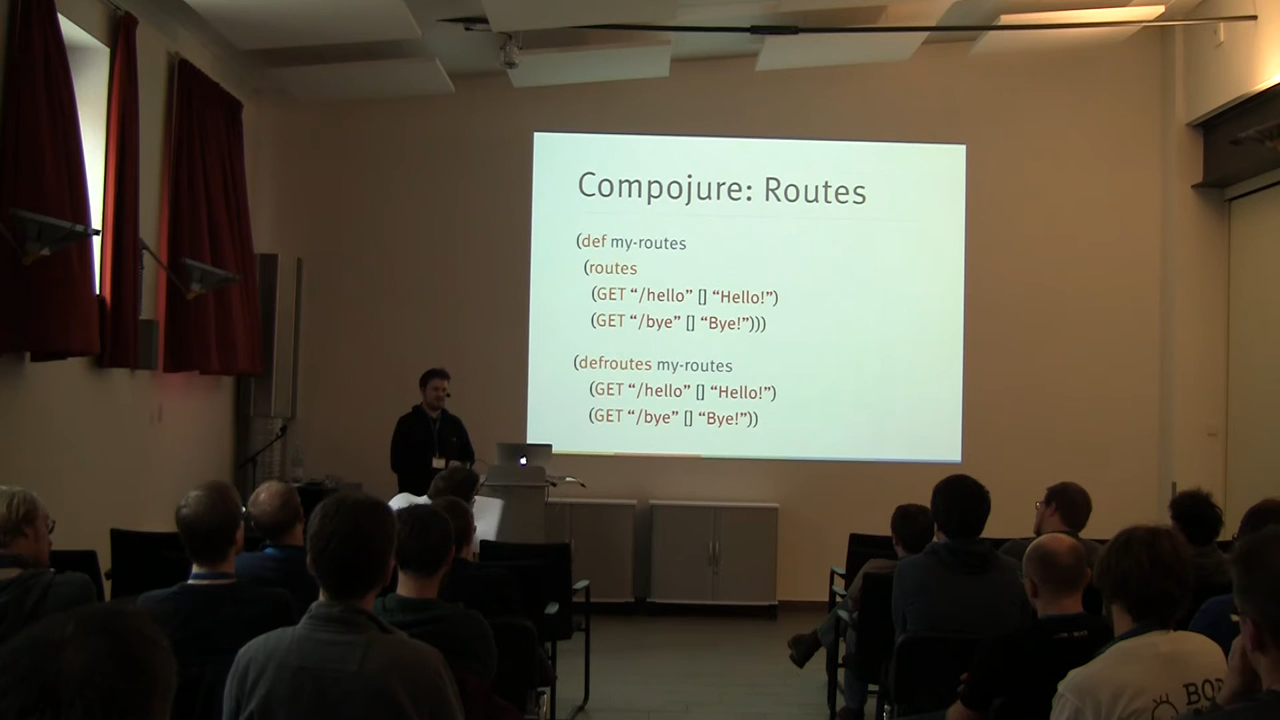 Compojure: Routes
(def my-routes
(routes
(GET “/hello” [] “Hello!”)
(GET “/bye” [] “Bye!”)))
(defroutes my-routes
(GET “/hello” [] “Hello!”)
(GET “/bye” [] “Bye!”))